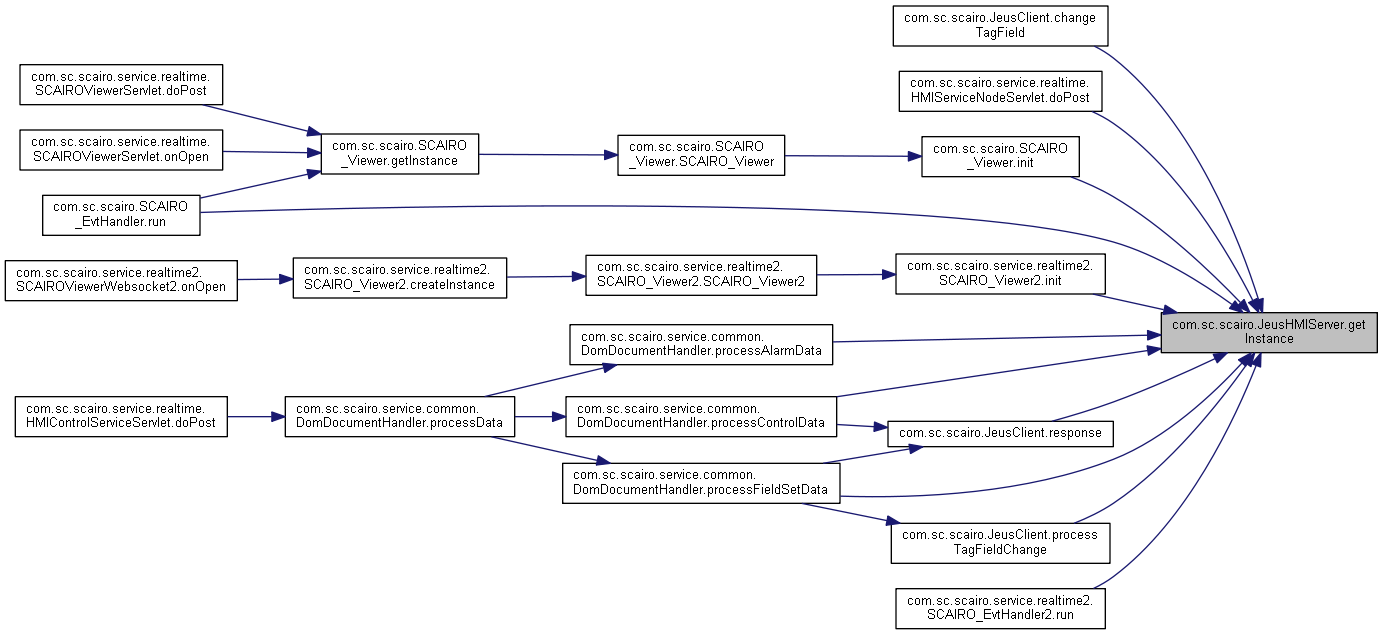 com.sc.scairo.JeusClient.change
TagField
com.sc.scairo.service.realtime.
SCAIROViewerServlet.doPost
com.sc.scairo.service.realtime.
HMIServiceNodeServlet.doPost
com.sc.scairo.service.realtime.
SCAIROViewerServlet.onOpen
com.sc.scairo.SCAIRO
_Viewer.getInstance
com.sc.scairo.SCAIRO
_Viewer.SCAIRO_Viewer
com.sc.scairo.SCAIRO
_Viewer.init
com.sc.scairo.SCAIRO
_EvtHandler.run
com.sc.scairo.service.realtime2.
SCAIROViewerWebsocket2.onOpen
com.sc.scairo.service.realtime2.
SCAIRO_Viewer2.createInstance
com.sc.scairo.service.realtime2.
SCAIRO_Viewer2.SCAIRO_Viewer2
com.sc.scairo.service.realtime2.
SCAIRO_Viewer2.init
com.sc.scairo.JeusHMIServer.get
Instance
com.sc.scairo.service.common.
DomDocumentHandler.processAlarmData
com.sc.scairo.service.realtime.
HMIControlServiceServlet.doPost
com.sc.scairo.service.common.
DomDocumentHandler.processData
com.sc.scairo.service.common.
DomDocumentHandler.processControlData
com.sc.scairo.JeusClient.response
com.sc.scairo.service.common.
DomDocumentHandler.processFieldSetData
com.sc.scairo.JeusClient.process
TagFieldChange
com.sc.scairo.service.realtime2.
SCAIRO_EvtHandler2.run